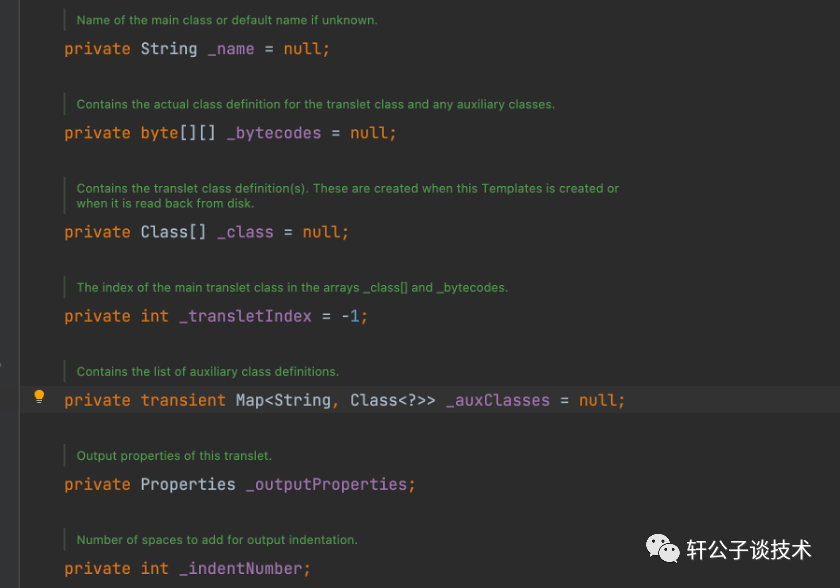 Name of the main class or default name if unknown.
private String _name = null;
Contains the actual class definition for the translet class and any auxiliary classes.
private byte[][] _bytecodes = null;
Contains the translet class definition(s). These are created when this Templates is created or
when it is read back from disk.
private Class[] _class = null;
The index of the main translet class in the arrays _class[] and _bytecodes.
private int _transletIndex = -1;
Contains the list of auxiliary class definitions.
private transient Map<String, Class<?>> _auxClasses = null;
Output properties of this translet.
private Properties _outputProperties;
Number of spaces to add for output indentation.
private int _indentNumber;
轩公子谈技术